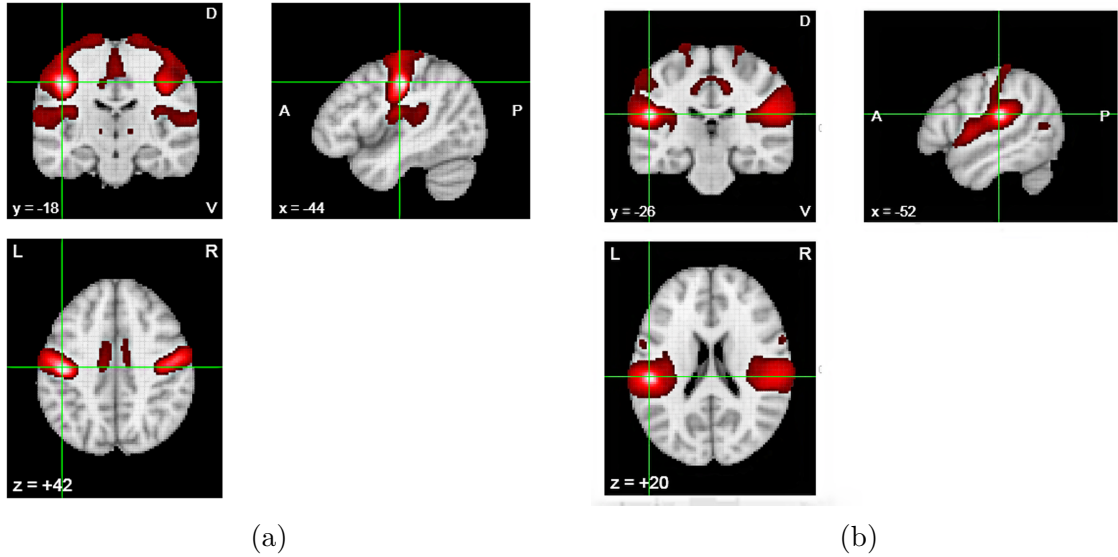 D
A
P
y = -18
V
x = -44
L
R
z = +42
(a)
D
A
P
y = -26
V
x = -52
L
R
z = +20
(b)